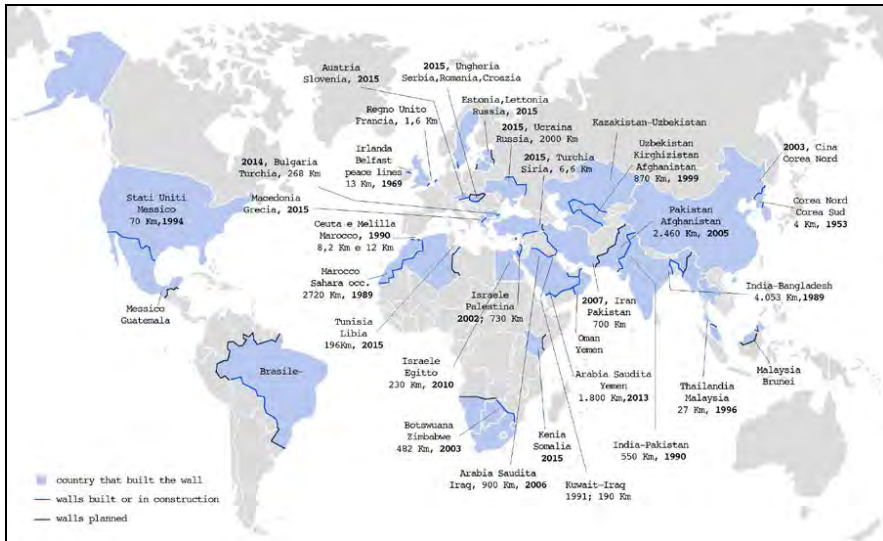 Austria
Slovenia, 2015
2015, Ungheria
Serbia,Romania,Croazia
Regno Unito
Francia, 1,6 Km
Estonia,Lettonia
Russia, 2015
2015, Ucraina
Russia, 2000 Km
Kazakistan-Uzbekistan
Uzbekistan
Kirghizistan
Afghanistan
870 Km, 1999
2003, Cina
Corea Nord
2014, Bulgaria
Turchia, 268 Km
Irlanda
Belfast
peace lines-
13 Km, 1969
2015, Turchia
Siria, 6,6 Km
Macedonia
Grecia, 2015
Stati Uniti
Messico
70 KM,1994
Ceuta e Melilla
Marocco, 1990
8,2 Km e 12 Km
Pakistan
Afghanistan
2.460 Km, 2005
Corea Nord
Corea Sud
4 Km, 1953
Marocco
Sahara occ.
2720 Km, 1989
Messico
Guatemala
Tunisia
Libia
196Km, 2015
Israele
Palestina
2002; 730 Km
2007, Iran
Pakistan
700 Km
India-Bangladesh
4.053 Km,1989
Oman
Yemen
Brasile-
Israele
Egitto
230 Km, 2010
Arabia Saudita
Yemen
1.800 Km,2013
Thailandia
Malaysia
27 Km, 1996
Malaysia
Brunei
Botswuana
Zimbabwe
482 Km, 2003
Kenia
Somalia
2015
India-Pakistan
550 Km, 1990
Arabia Saudita
Iraq, 900 Km, 2006
Kuwait-Iraq
1991; 190 Km
country that built the wall
walls built or in construction
walls planned